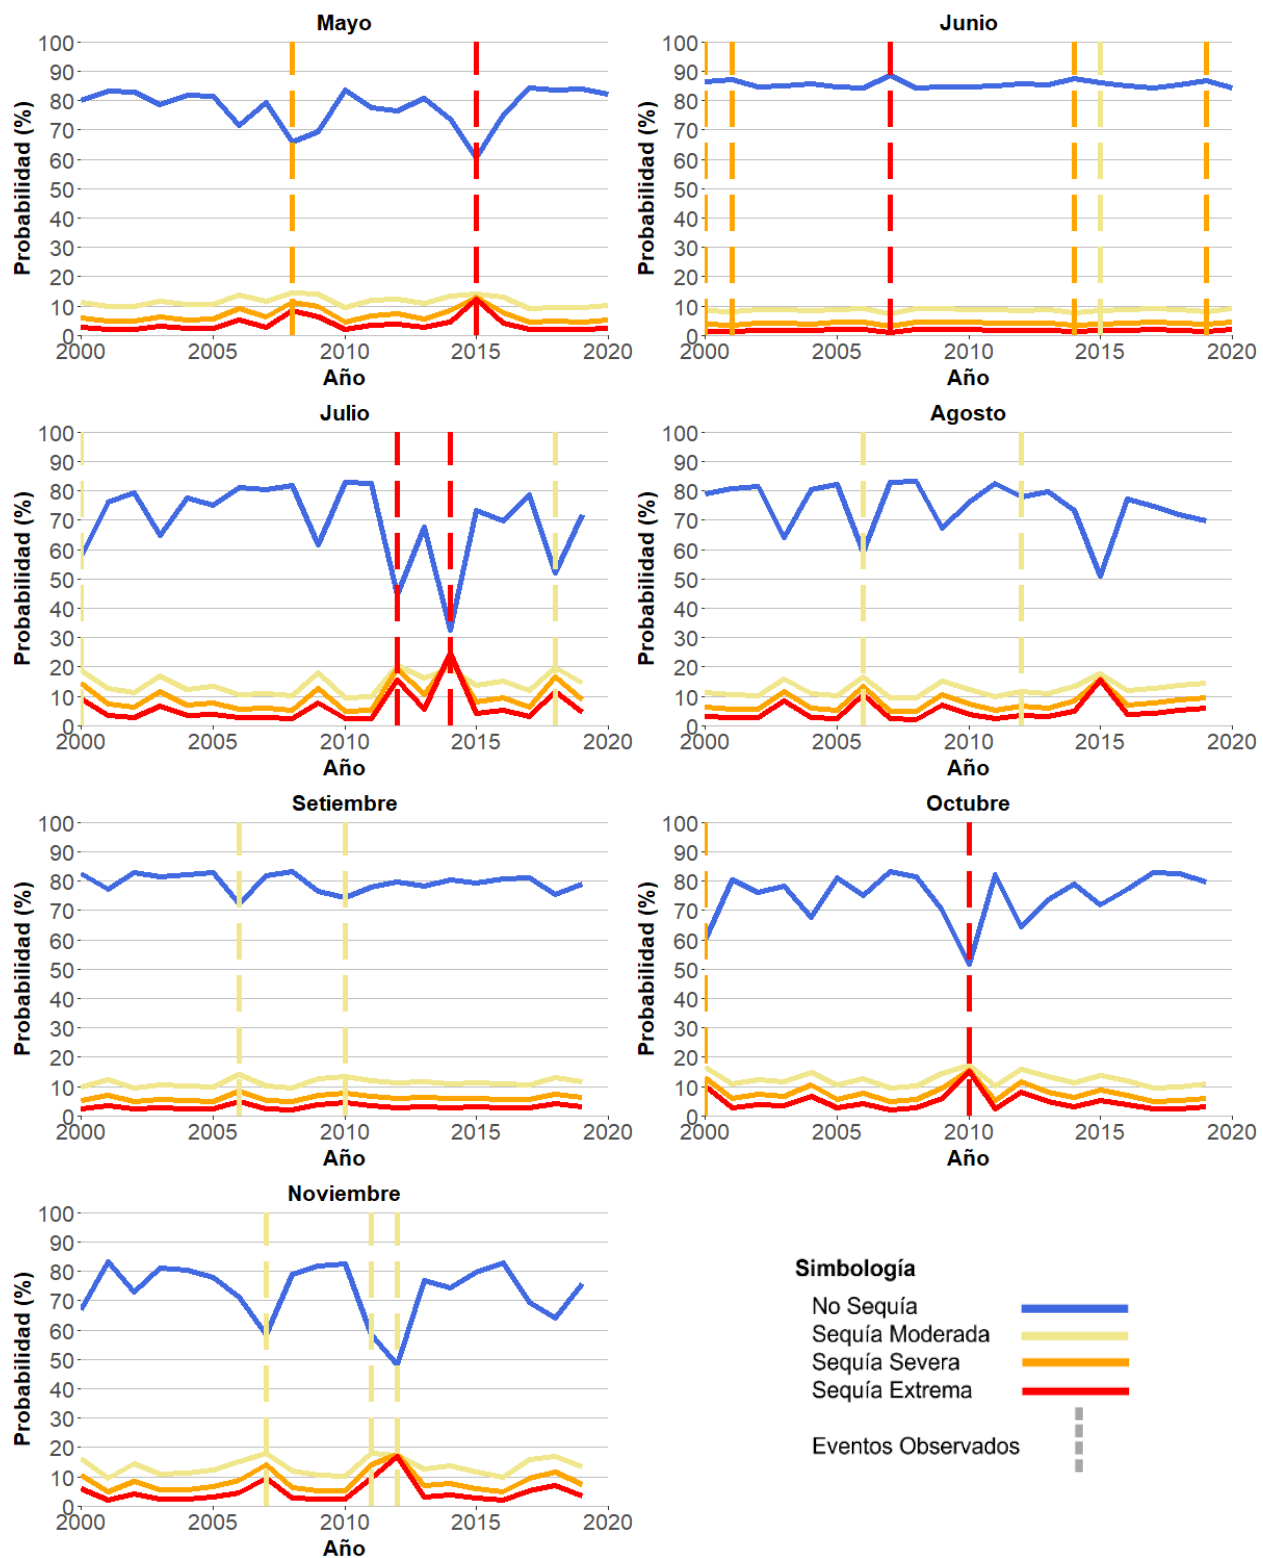 Mayo
100
90
80
70
60
50
40
30
20
10
0
Probabilidad (%)
2000 2005 2010 2015 2020
Año
Junio
100
90
80
70
60
50
40
30
20
10
0
Probabilidad (%)
2000 2005 2010 2015 2020
Año
Julio
100
90
80
70
60
50
40
30
20
10
0
Probabilidad (%)
2000 2005 2010 2015 2020
Año
Agosto
100
90
80
70
60
50
40
30
20
10
0
Probabilidad (%)
2000 2005 2010 2015 2020
Año
Setiembre
100
90
80
70
60
50
40
30
20
10
0
Probabilidad (%)
2000 2005 2010 2015 2020
Año
Octubre
100
90
80
70
60
50
40
30
20
10
0
Probabilidad (%)
2000 2005 2010 2015 2020
Año
Noviembre
100
90
80
70
60
50
40
30
20
10
0
Probabilidad (%)
2000 2005 2010 2015 2020
Año
Simbología
No Sequía
Sequía Moderada
Sequía Severa
Sequía Extrema
Eventos Observados